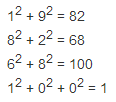 1² + 9² = 82
8² + 2² = 68
6² + 8² = 100
1² + 0² + 0² = 1